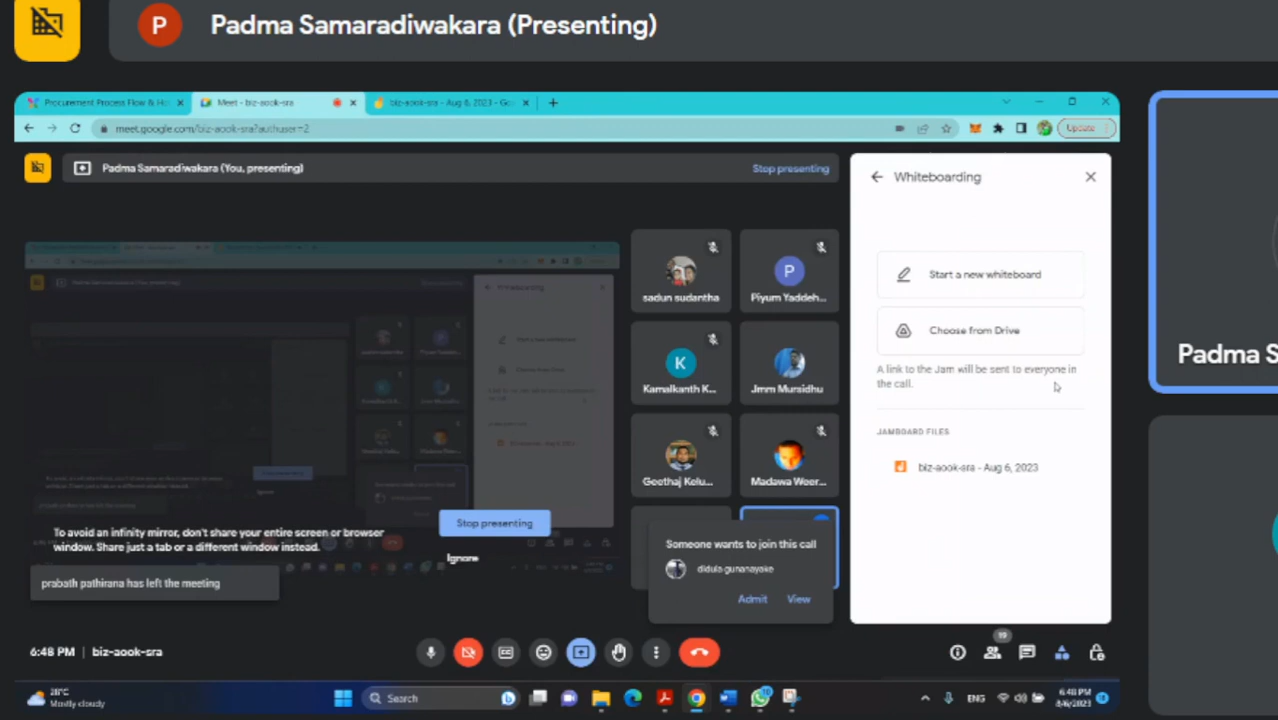 P
Padma Samaradiwakara (Presenting)
Procurement Process Flow & Ho
Meet - biz-aook-sra
biz-aook-sra - Aug 6, 2023 - Go
meet.google.com/biz-aook-sra?authuser=2
Update
Padma Samaradiwakara (You, presenting)
Stop presenting
Whiteboarding
Start a new whiteboard
Choose from Drive
A link to the Jam will be sent to everyone in
the call.
JAMBOARD FILES
biz-aook-sra - Aug 6, 2023
sadun sudantha
P
Piyum Yaddeh...
K
Kamalkanth K...
Jmm Mursidhu
Geethaj Kelu...
Madawa Weer...
To avoid an infinity mirror, don't share your entire screen or browser
window. Share just a tab or a different window instead.
Stop presenting
Ignore
prabath pathirana has left the meeting
Someone wants to join this call
didula gunanayake
Admit
View
Padma S
6:48 PM | biz-aook-sra
19
28°C
Mostly cloudy
Search
ENG
6:48 PM
8/6/2023